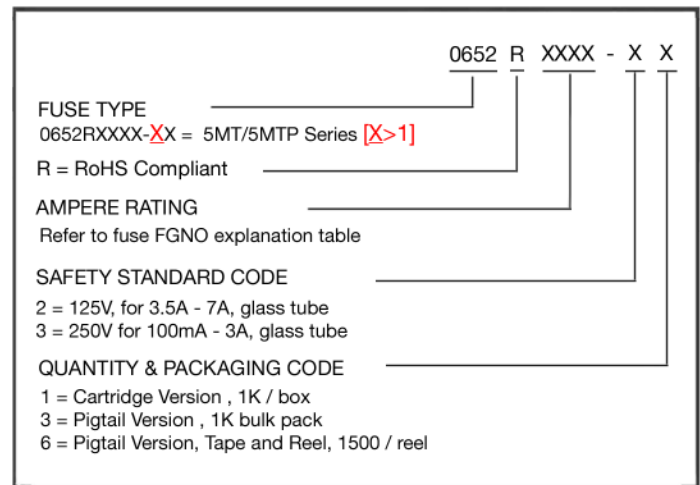 0652 R XXXX - X X
FUSE TYPE
0652RXXXX-XX = 5MT/5MTP Series [X>1]
R = RoHS Compliant
AMPERE RATING
Refer to fuse FGNO explanation table
SAFETY STANDARD CODE
2 = 125V, for 3.5A - 7A, glass tube
3 = 250V for 100mA - 3A, glass tube
QUANTITY & PACKAGING CODE
1 = Cartridge Version , 1K / box
3 = Pigtail Version , 1K bulk pack
6 = Pigtail Version, Tape and Reel, 1500 / reel